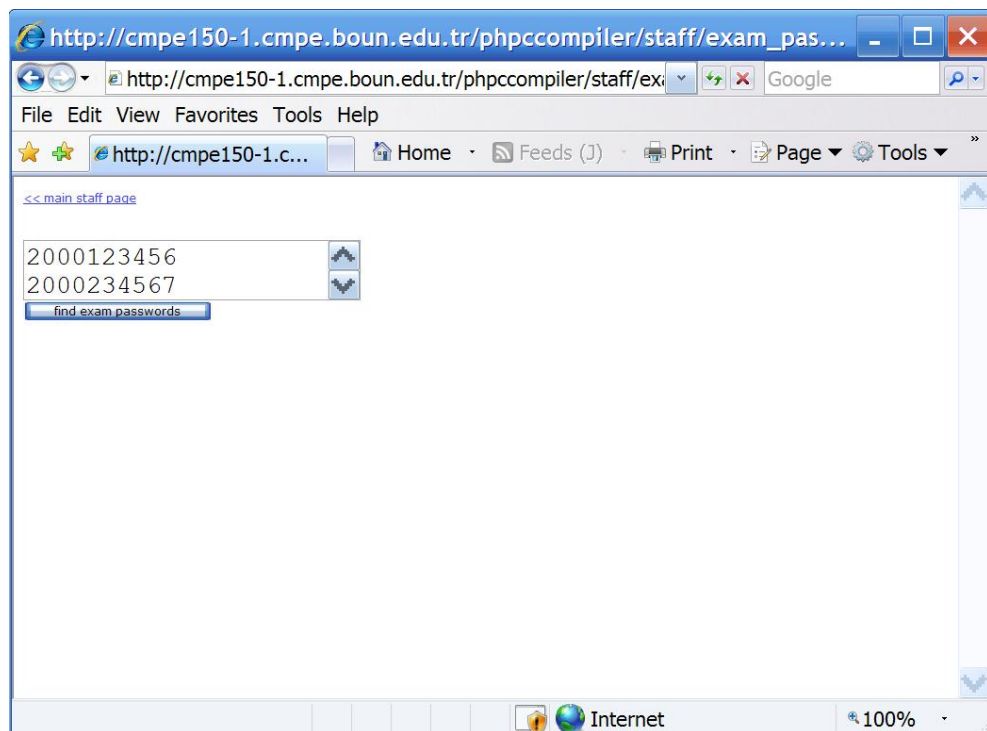 http://cmpe150-1.cmpe.boun.edu.tr/phpccompiler/staff/exam_pas...
http://cmpe150-1.cmpe.boun.edu.tr/phpccompiler/staff/exa Google
File Edit View Favorites Tools Help
http://cmpe150-1.c... Home Feeds (J) Print Page Tools »
<< main staff page
2000123456
2000234567
find exam passwords
Internet 100%